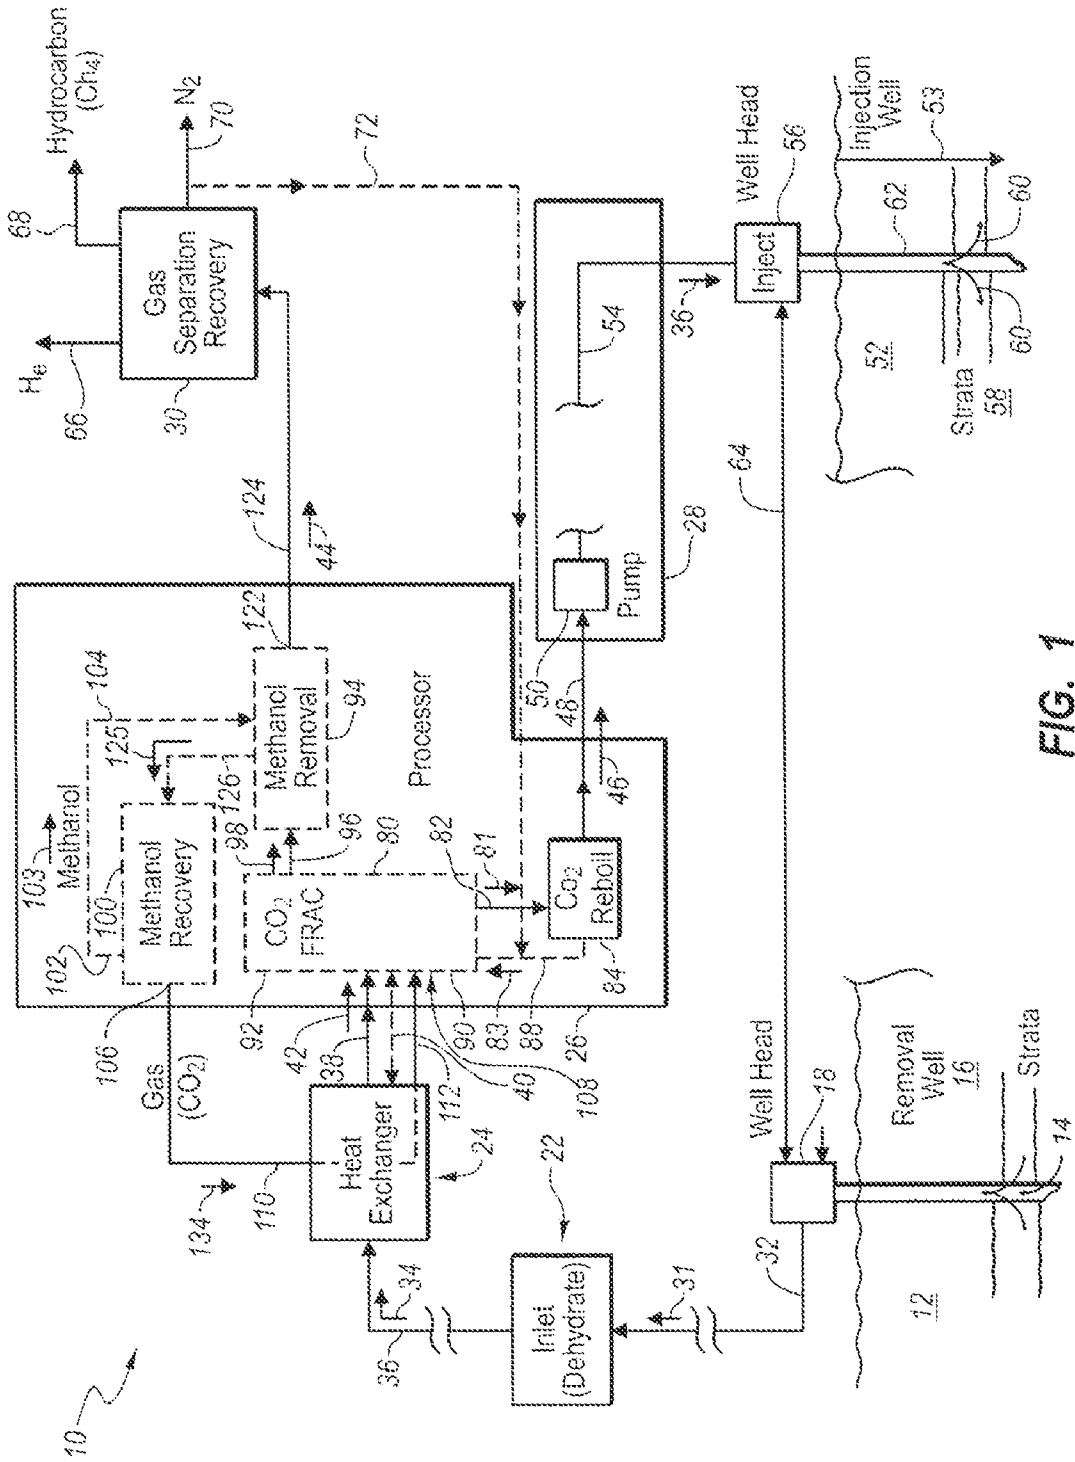 10
Hydrocarbon
(Ch4)
68
He
66
N2
70
72
Gas
Separation
Recovery
30
124
44
122
104
125
126
Methanol
103
102
100
Methanol
Recovery
Methanol
Removal
94
98
96
80
CO2
FRAC
92
Processor
82
81
Co2
Reboil
84
83
88
90
26
106
Gas
(CO2)
42
38
112
40
108
134
110
Heat
Exchanger
24
34
36
22
Inlet
(Dehydrate)
31
32
46
48
50
Pump
28
54
36
Well Head
56
Inject
64
Injection
Well
53
62
60
60
52
Strata
58
Well Head
18
Removal
Well
16
Strata
14
12
FIG. 1